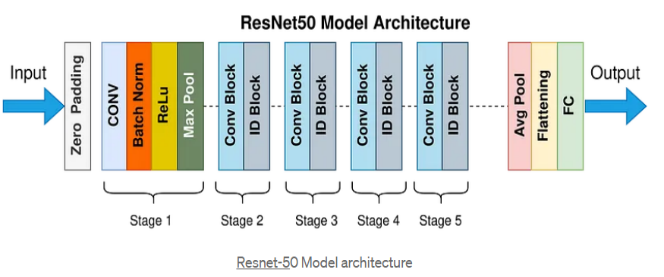 ResNet50 Model Architecture
Input
Zero Padding
CONV
Batch Norm
ReLu
Max Pool
Conv Block
ID Block
Conv Block
ID Block
Conv Block
ID Block
Conv Block
ID Block
Avg Pool
Flattening
FC
Output
Stage 1
Stage 2
Stage 3
Stage 4
Stage 5
Resnet-50 Model architecture